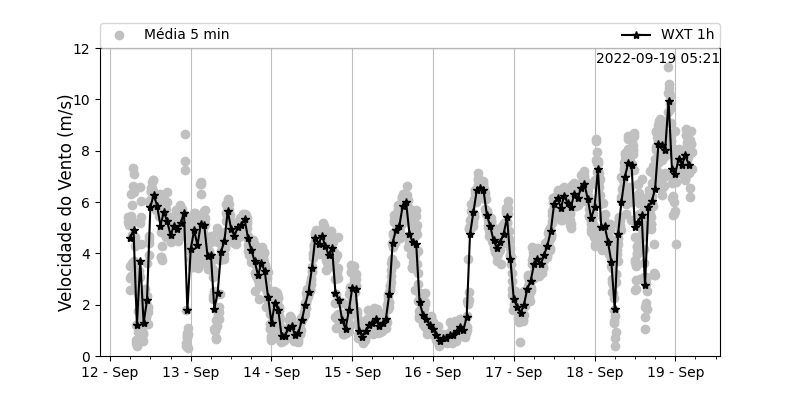 Média 5 min
WXT 1h
2022-09-19 05:21
Velocidade do Vento (m/s)
12
10
8
6
4
2
0
12 - Sep
13 - Sep
14 - Sep
15 - Sep
16 - Sep
17 - Sep
18 - Sep
19 - Sep